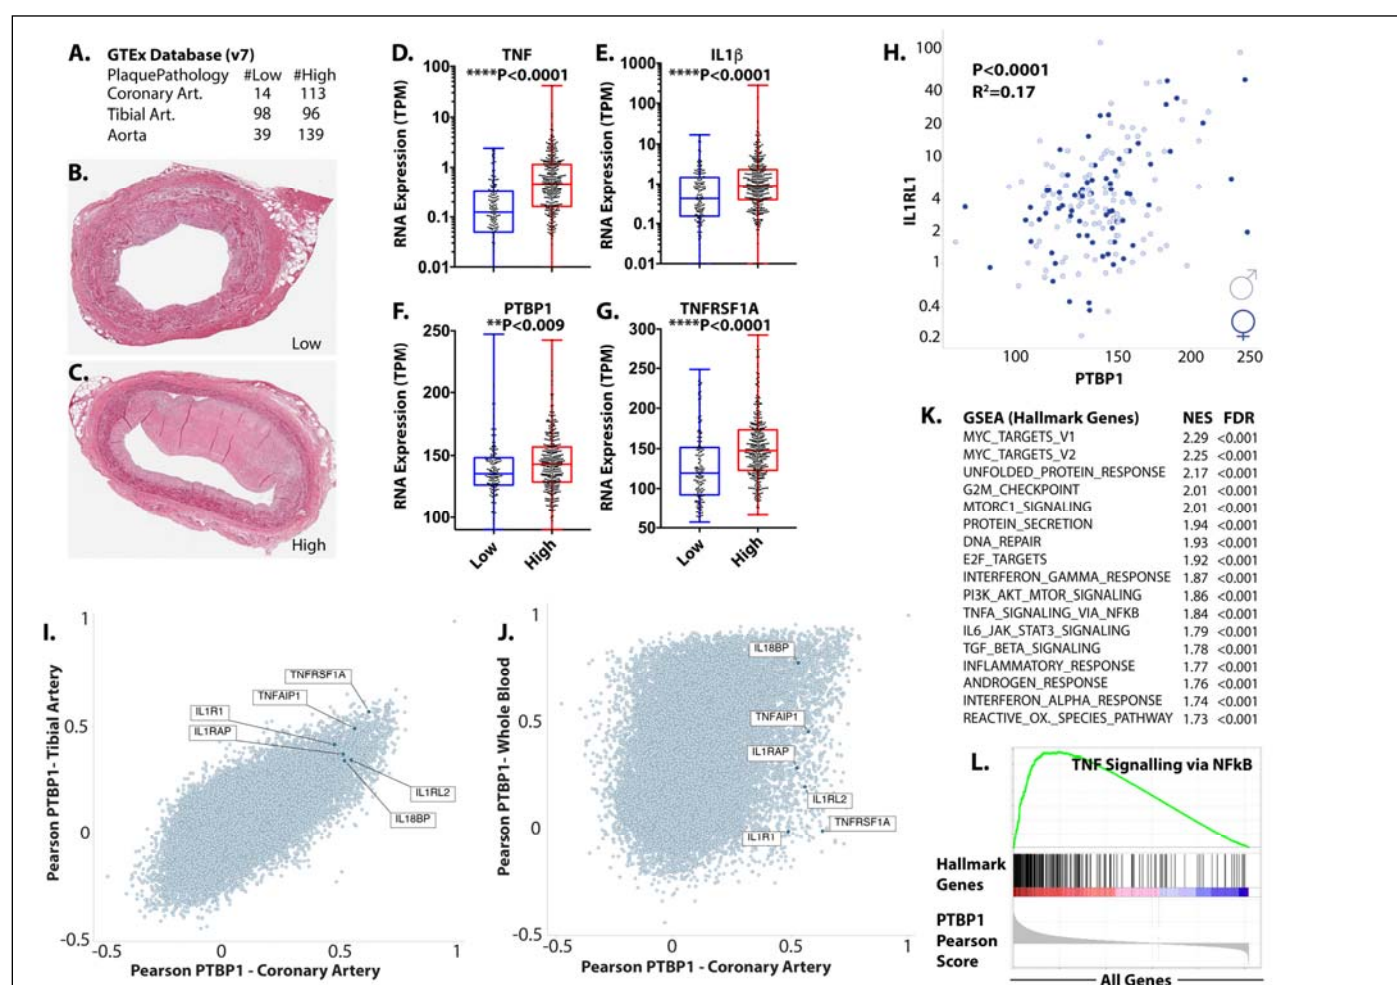 A. GTEx Database (v7)
PlaquePathology #Low #High
Coronary Art. 14 113
Tibial Art. 98 96
Aorta 39 139
B.
Low
C.
High
D. TNF
****P<0.0001
RNA Expression (TPM)
100
10
1
0.1
0.01
E. IL1β
****P<0.0001
RNA Expression (TPM)
1000
100
10
1
0.1
0.01
F. PTBP1
**P<0.009
RNA Expression (TPM)
250
200
150
100
Low High
G. TNFRSF1A
****P<0.0001
RNA Expression (TPM)
300
250
200
150
100
50
Low High
H.
P<0.0001
R²=0.17
IL1RL1
100
40
20
10
4
2
1
0.4
0.2
100 150 200 250
PTBP1
♂
♀
I.
Pearson PTBP1- Tibial Artery
1
0.5
0
-0.5
TNFRSF1A
TNFAIP1
IL1R1
IL1RAP
IL1RL2
IL18BP
-0.5 0 0.5 1
Pearson PTBP1 - Coronary Artery
J.
Pearson PTBP1- Whole Blood
1
0.5
0
-0.5
IL18BP
TNFAIP1
IL1RAP
IL1RL2
TNFRSF1A
IL1R1
0 0.5 1
Pearson PTBP1 - Coronary Artery
K. GSEA (Hallmark Genes) NES FDR
MYC_TARGETS_V1 2.29 <0.001
MYC_TARGETS_V2 2.25 <0.001
UNFOLDED_PROTEIN_RESPONSE 2.17 <0.001
G2M_CHECKPOINT 2.01 <0.001
MTORC1_SIGNALING 2.01 <0.001
PROTEIN_SECRETION 1.94 <0.001
DNA_REPAIR 1.93 <0.001
E2F_TARGETS 1.92 <0.001
INTERFERON_GAMMA_RESPONSE 1.87 <0.001
PI3K_AKT_MTOR_SIGNALING 1.86 <0.001
TNFA_SIGNALING_VIA_NFKB 1.84 <0.001
IL6_JAK_STAT3_SIGNALING 1.79 <0.001
TGF_BETA_SIGNALING 1.78 <0.001
INFLAMMATORY_RESPONSE 1.77 <0.001
ANDROGEN_RESPONSE 1.76 <0.001
INTERFERON_ALPHA_RESPONSE 1.74 <0.001
REACTIVE_OX._SPECIES_PATHWAY 1.73 <0.001
L. TNF Signalling via NFkB
Hallmark
Genes
PTBP1
Pearson
Score
All Genes